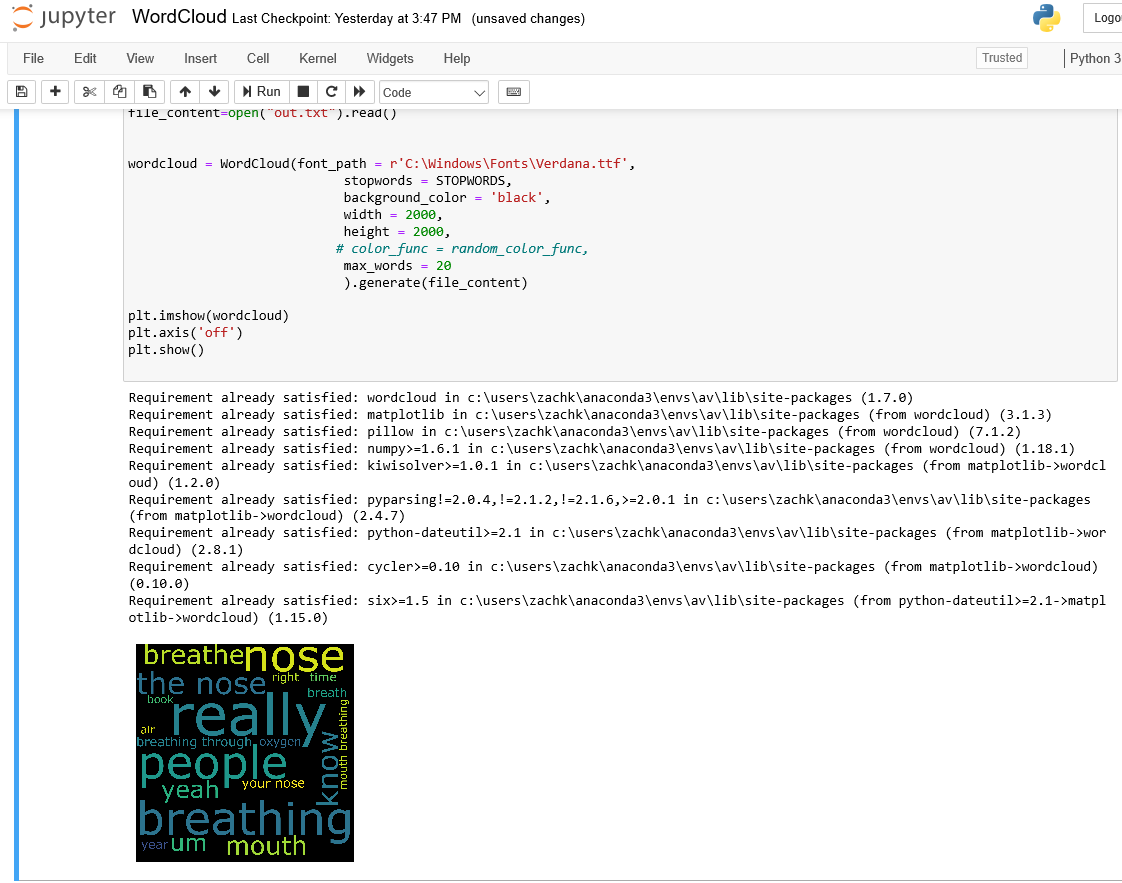 jupyter WordCloud Last Checkpoint: Yesterday at 3:47 PM (unsaved changes)
Logo
File Edit View Insert Cell Kernel Widgets Help Trusted Python 3
Run Code
file_content=open("out.txt").read()
wordcloud = WordCloud(font_path = r'C:\Windows\Fonts\Verdana.ttf',
stopwords = STOPWORDS,
background_color = 'black',
width = 2000,
height = 2000,
# color_func = random_color_func,
max_words = 20
).generate(file_content)
plt.imshow(wordcloud)
plt.axis('off')
plt.show()
Requirement already satisfied: wordcloud in c:\users\zachk\anaconda3\envs\av\lib\site-packages (1.7.0)
Requirement already satisfied: matplotlib in c:\users\zachk\anaconda3\envs\av\lib\site-packages (from wordcloud) (3.1.3)
Requirement already satisfied: pillow in c:\users\zachk\anaconda3\envs\av\lib\site-packages (from wordcloud) (7.1.2)
Requirement already satisfied: numpy>=1.6.1 in c:\users\zachk\anaconda3\envs\av\lib\site-packages (from wordcloud) (1.18.1)
Requirement already satisfied: kiwisolver>=1.0.1 in c:\users\zachk\anaconda3\envs\av\lib\site-packages (from matplotlib->wordcl
oud) (1.2.0)
Requirement already satisfied: pyparsing!=2.0.4,!=2.1.2,!=2.1.6,>=2.0.1 in c:\users\zachk\anaconda3\envs\av\lib\site-packages
(from matplotlib->wordcloud) (2.4.7)
Requirement already satisfied: python-dateutil>=2.1 in c:\users\zachk\anaconda3\envs\av\lib\site-packages (from matplotlib->wor
dcloud) (2.8.1)
Requirement already satisfied: cycler>=0.10 in c:\users\zachk\anaconda3\envs\av\lib\site-packages (from matplotlib->wordcloud)
(0.10.0)
Requirement already satisfied: six>=1.5 in c:\users\zachk\anaconda3\envs\av\lib\site-packages (from python-dateutil>=2.1->matpl
otlib->wordcloud) (1.15.0)
breathe nose
the nose right time
book breath
really
air
breathing through oxygen
mouth breathing
know
people
yeah your nose
breathing
year um mouth